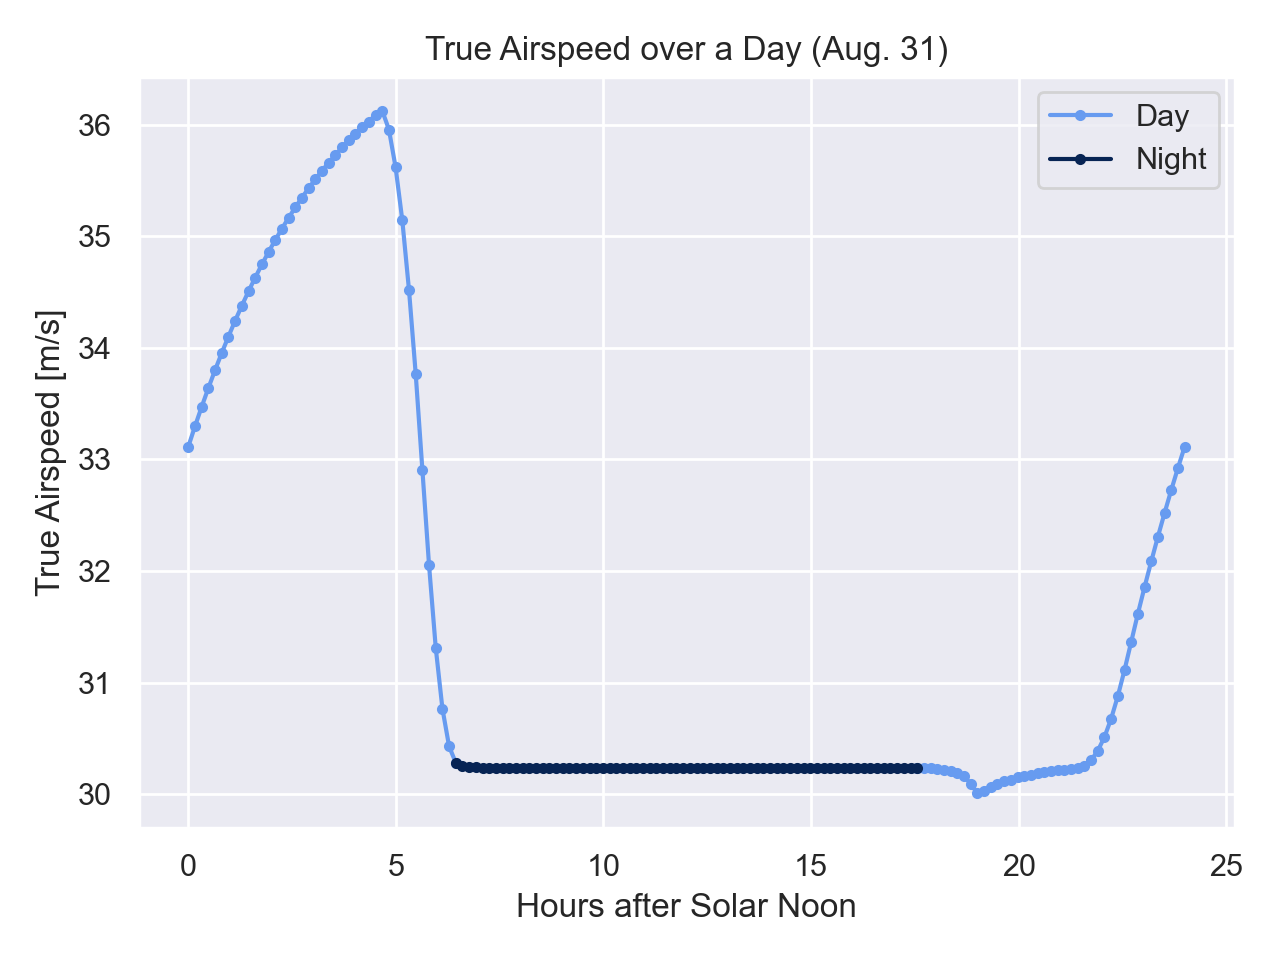 True Airspeed over a Day (Aug. 31)
Day
Night
36
35
34
33
32
31
30
True Airspeed [m/s]
0 5 10 15 20 25
Hours after Solar Noon